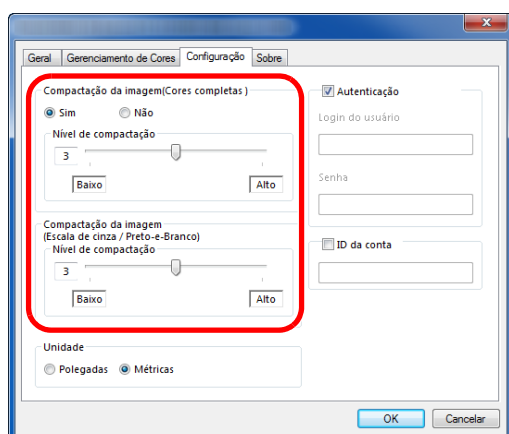 Geral Gerenciamento de Cores Configuração Sobre
Compactação da imagem(Cores completas )
Sim Não
Nível de compactação
3
Baixo Alto
Compactação da imagem
(Escala de cinza / Preto-e-Branco)
Nível de compactação
3
Baixo Alto
Unidade
Polegadas Métricas
Autenticação
Login do usuário
Senha
ID da conta
OK Cancelar